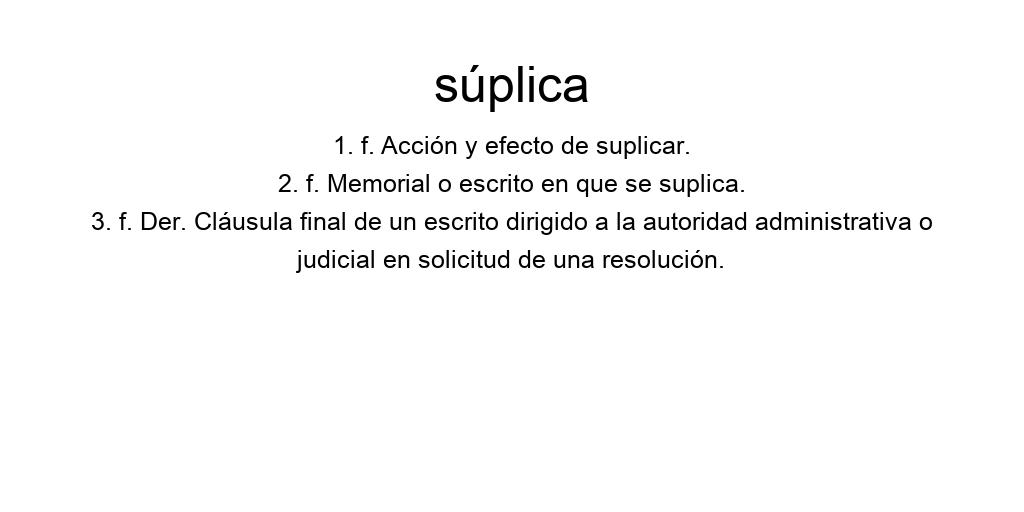 súplica
1. f. Acción y efecto de suplicar.
2. f. Memorial o escrito en que se suplica.
3. f. Der. Cláusula final de un escrito dirigido a la autoridad administrativa o
judicial en solicitud de una resolución.